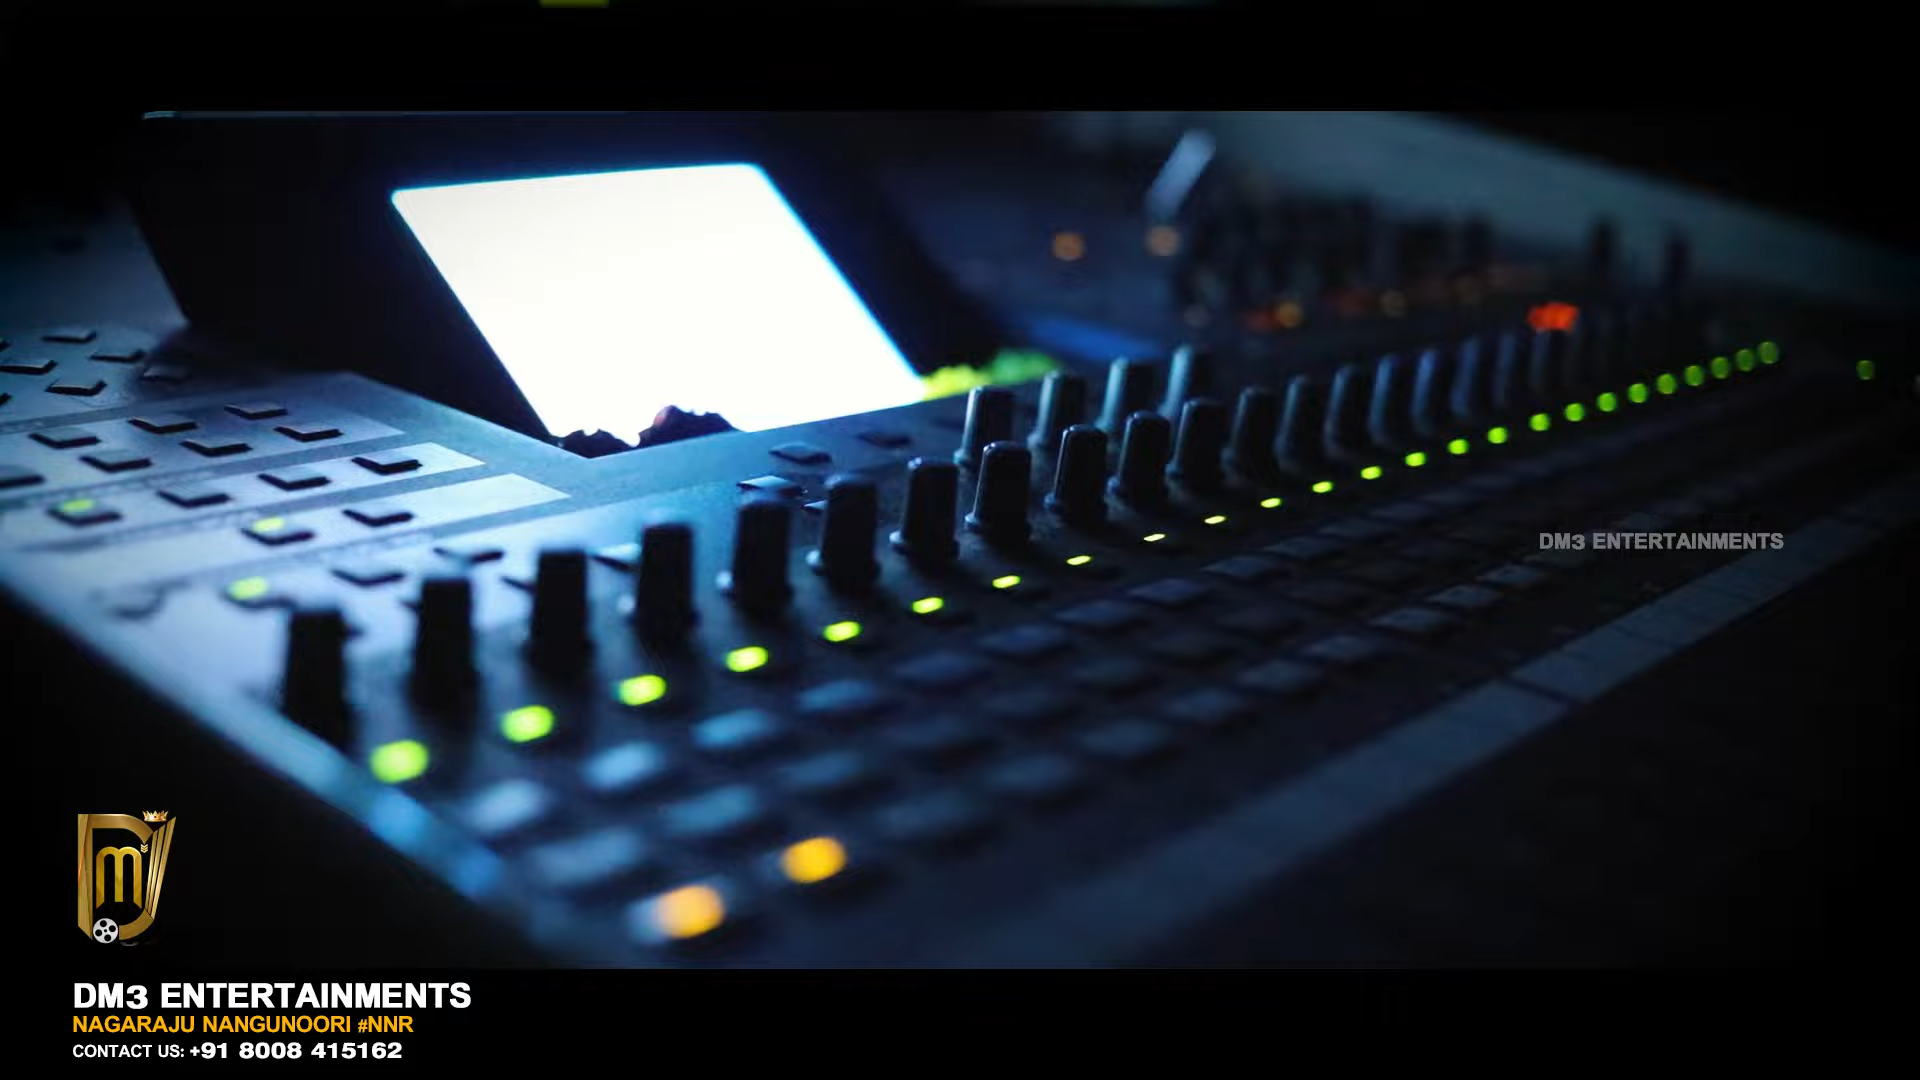 DM3 ENTERTAINMENTS
DM3 ENTERTAINMENTS
NAGARAJU NANGUNOORI #NNR
CONTACT US: +91 8008 415162